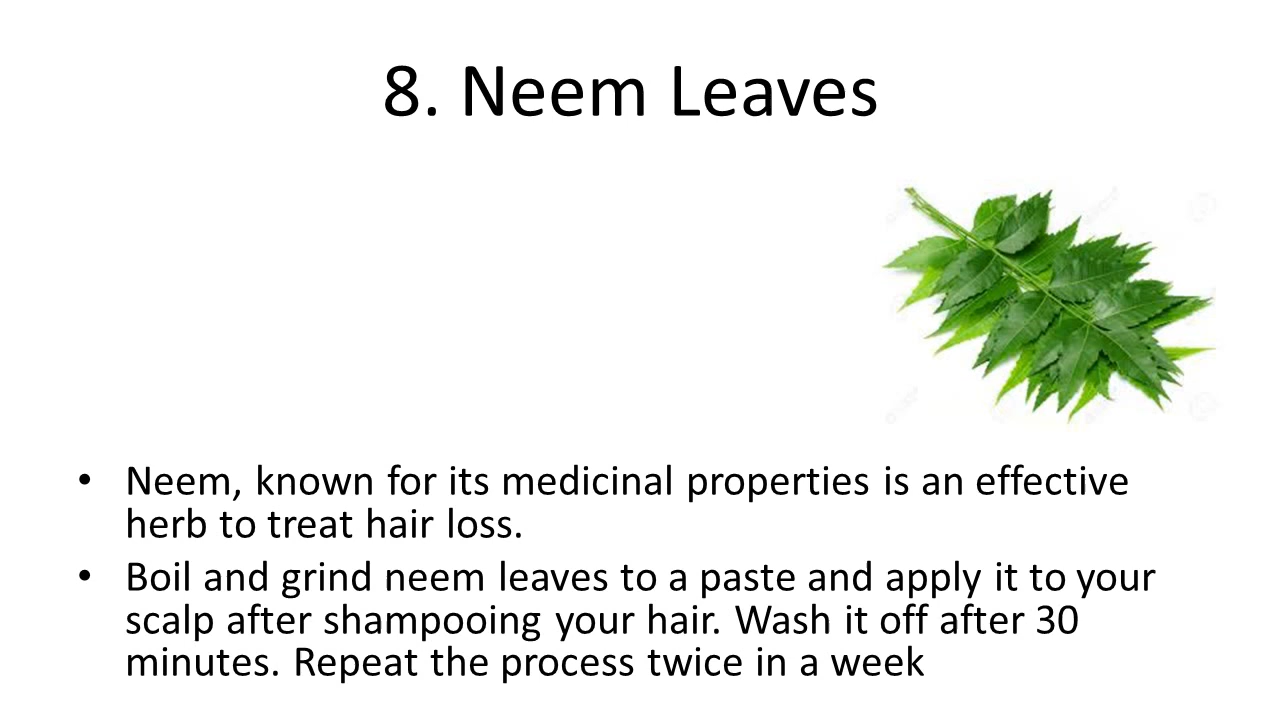 8. Neem Leaves
• Neem, known for its medicinal properties is an effective
herb to treat hair loss.
• Boil and grind neem leaves to a paste and apply it to your
scalp after shampooing your hair. Wash it off after 30
minutes. Repeat the process twice in a week